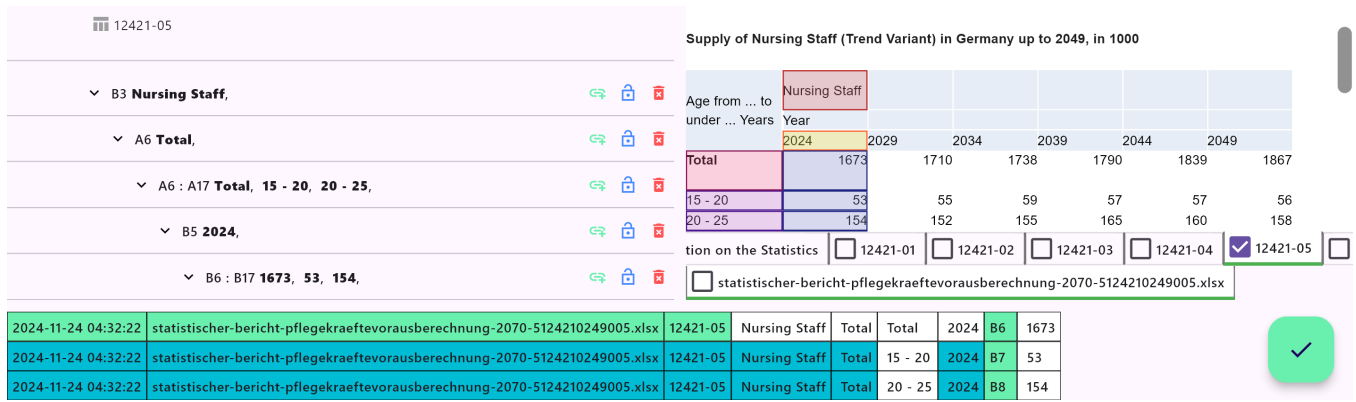 12421-05
B3 Nursing Staff,
A6 Total,
A6 : A17 Total, 15 - 20, 20 - 25,
B5 2024,
B6 : B17 1673, 53, 154,
Supply of Nursing Staff (Trend Variant) in Germany up to 2049, in 1000
Age from ... to
under ... Years
Nursing Staff
Year
2024 2029 2034 2039 2044 2049
Total 1673 1710 1738 1790 1839 1867
15 - 20 53 55 59 57 57 56
20 - 25 154 152 155 165 160 158
tion on the Statistics 12421-01 12421-02 12421-03 12421-04 12421-05
statistischer-bericht-pflegekraeftevorausberechnung-2070-5124210249005.xlsx
2024-11-24 04:32:22 statistischer-bericht-pflegekraeftevorausberechnung-2070-5124210249005.xlsx 12421-05 Nursing Staff Total Total 2024 B6 1673
2024-11-24 04:32:22 statistischer-bericht-pflegekraeftevorausberechnung-2070-5124210249005.xlsx 12421-05 Nursing Staff Total 15 - 20 2024 B7 53
2024-11-24 04:32:22 statistischer-bericht-pflegekraeftevorausberechnung-2070-5124210249005.xlsx 12421-05 Nursing Staff Total 20 - 25 2024 B8 154